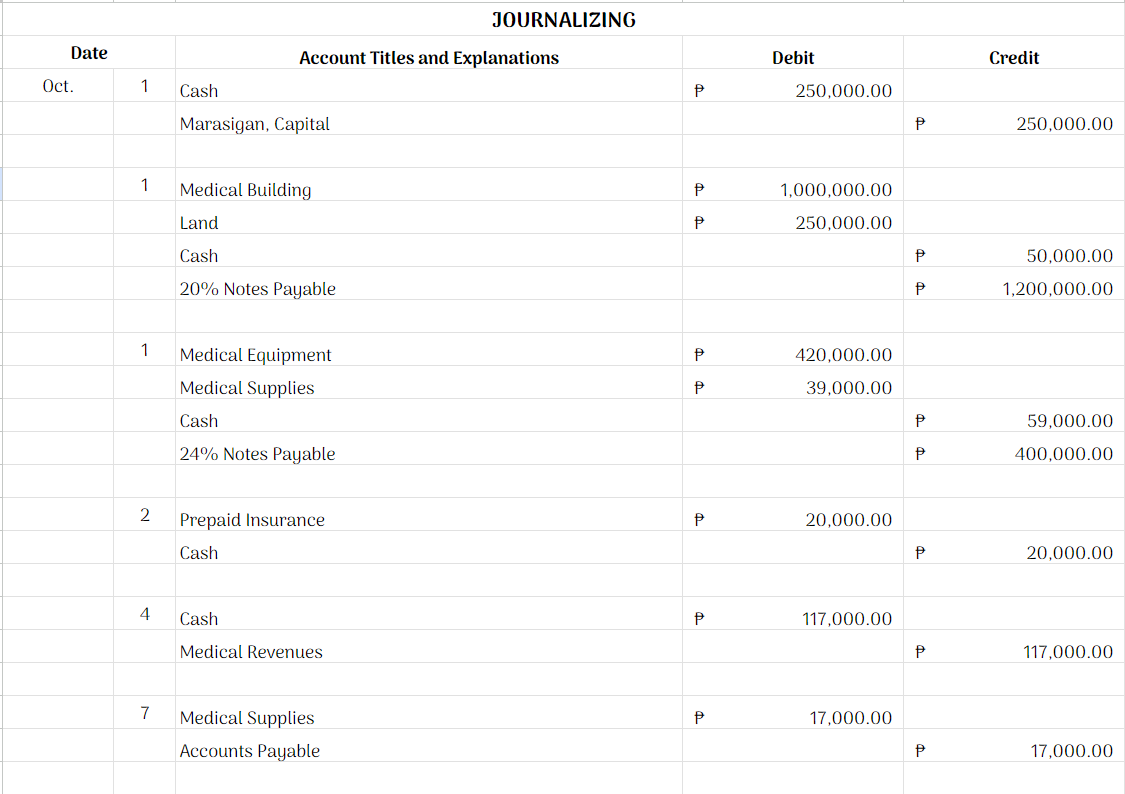 JOURNALIZING
Date Account Titles and Explanations Debit Credit
Oct. 1 Cash ₱ 250,000.00
Marasigan, Capital ₱ 250,000.00
1 Medical Building ₱ 1,000,000.00
Land ₱ 250,000.00
Cash ₱ 50,000.00
20% Notes Payable ₱ 1,200,000.00
1 Medical Equipment ₱ 420,000.00
Medical Supplies ₱ 39,000.00
Cash ₱ 59,000.00
24% Notes Payable ₱ 400,000.00
2 Prepaid Insurance ₱ 20,000.00
Cash ₱ 20,000.00
4 Cash ₱ 117,000.00
Medical Revenues ₱ 117,000.00
7 Medical Supplies ₱ 17,000.00
Accounts Payable ₱ 17,000.00